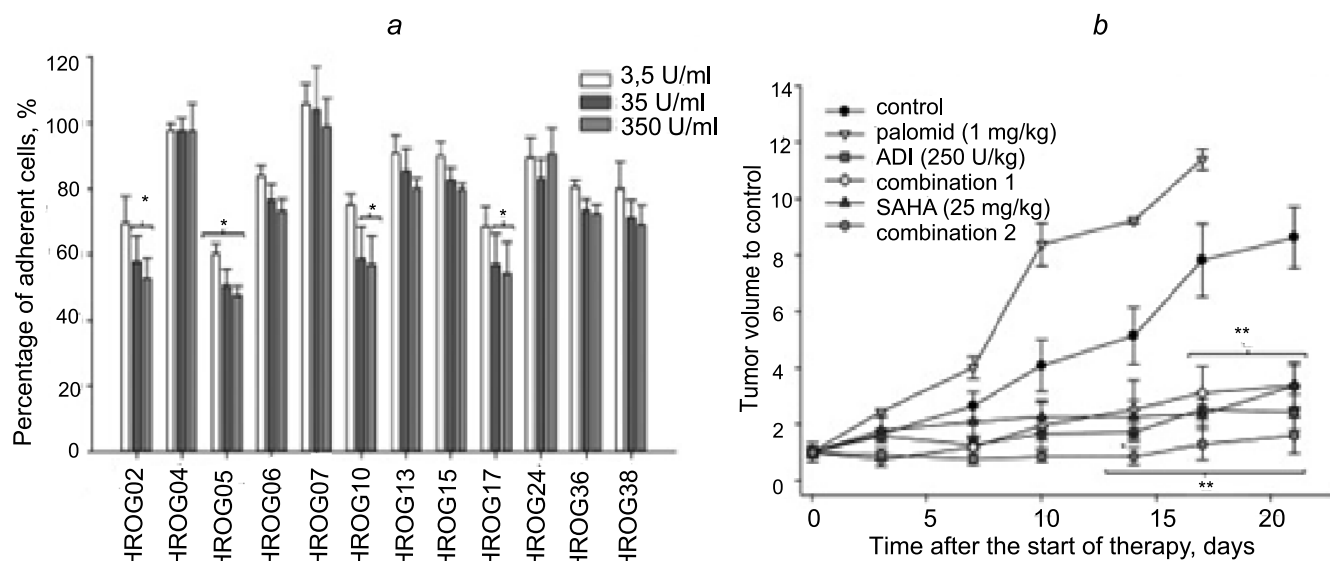 a
Percentage of adherent cells, %
120
100
80
60
40
20
0
3,5 U/ml
35 U/ml
350 U/ml
*
*
*
*
HROG02
HROG04
HROG05
HROG06
HROG07
HROG10
HROG13
HROG15
HROG17
HROG24
HROG36
HROG38
b
Tumor volume to control
14
12
10
8
6
4
2
0
control
palomid (1 mg/kg)
ADI (250 U/kg)
combination 1
SAHA (25 mg/kg)
combination 2
**
**
0
5
10
15
20
Time after the start of therapy, days